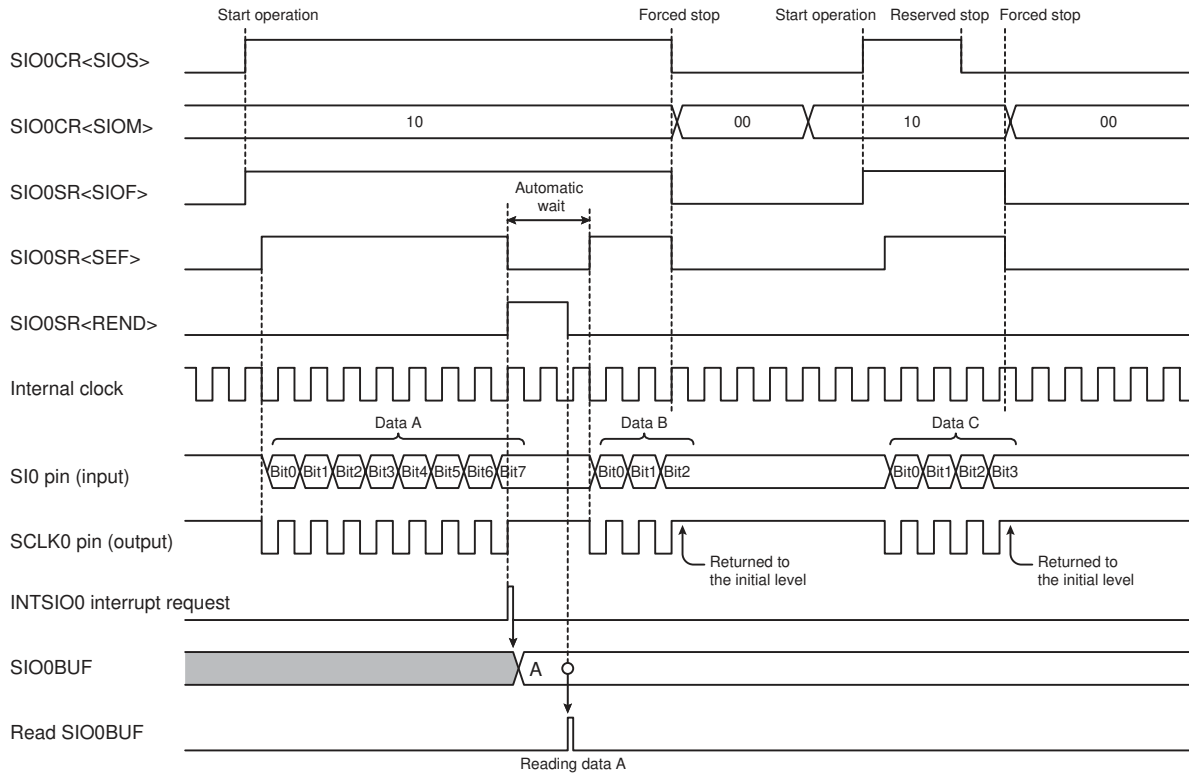 Start operation Forced stop Start operation Reserved stop Forced stop
SIO0CR<SIOS>
SIO0CR<SIOM> 10 00 10 00
SIO0SR<SIOF>
Automatic
wait
SIO0SR<SEF>
SIO0SR<REND>
Internal clock
Data A Data B Data C
SI0 pin (input) Bit0 Bit1 Bit2 Bit3 Bit4 Bit5 Bit6 Bit7 Bit0 Bit1 Bit2 Bit0 Bit1 Bit2 Bit3
SCLK0 pin (output)
Returned to Returned to
the initial level the initial level
INTSIO0 interrupt request
SIO0BUF A
Read SIO0BUF
Reading data A